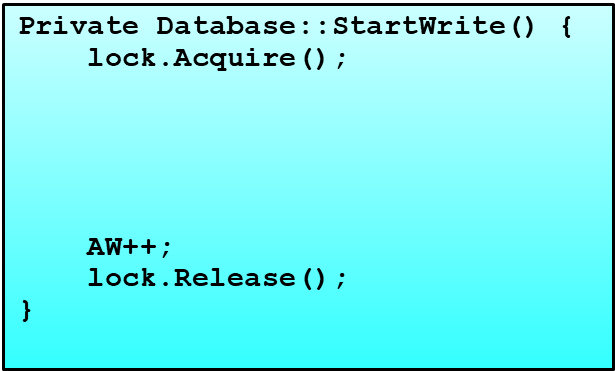 Private Database::StartWrite() {
    lock.Acquire();
    AW++;
    lock.Release();
}